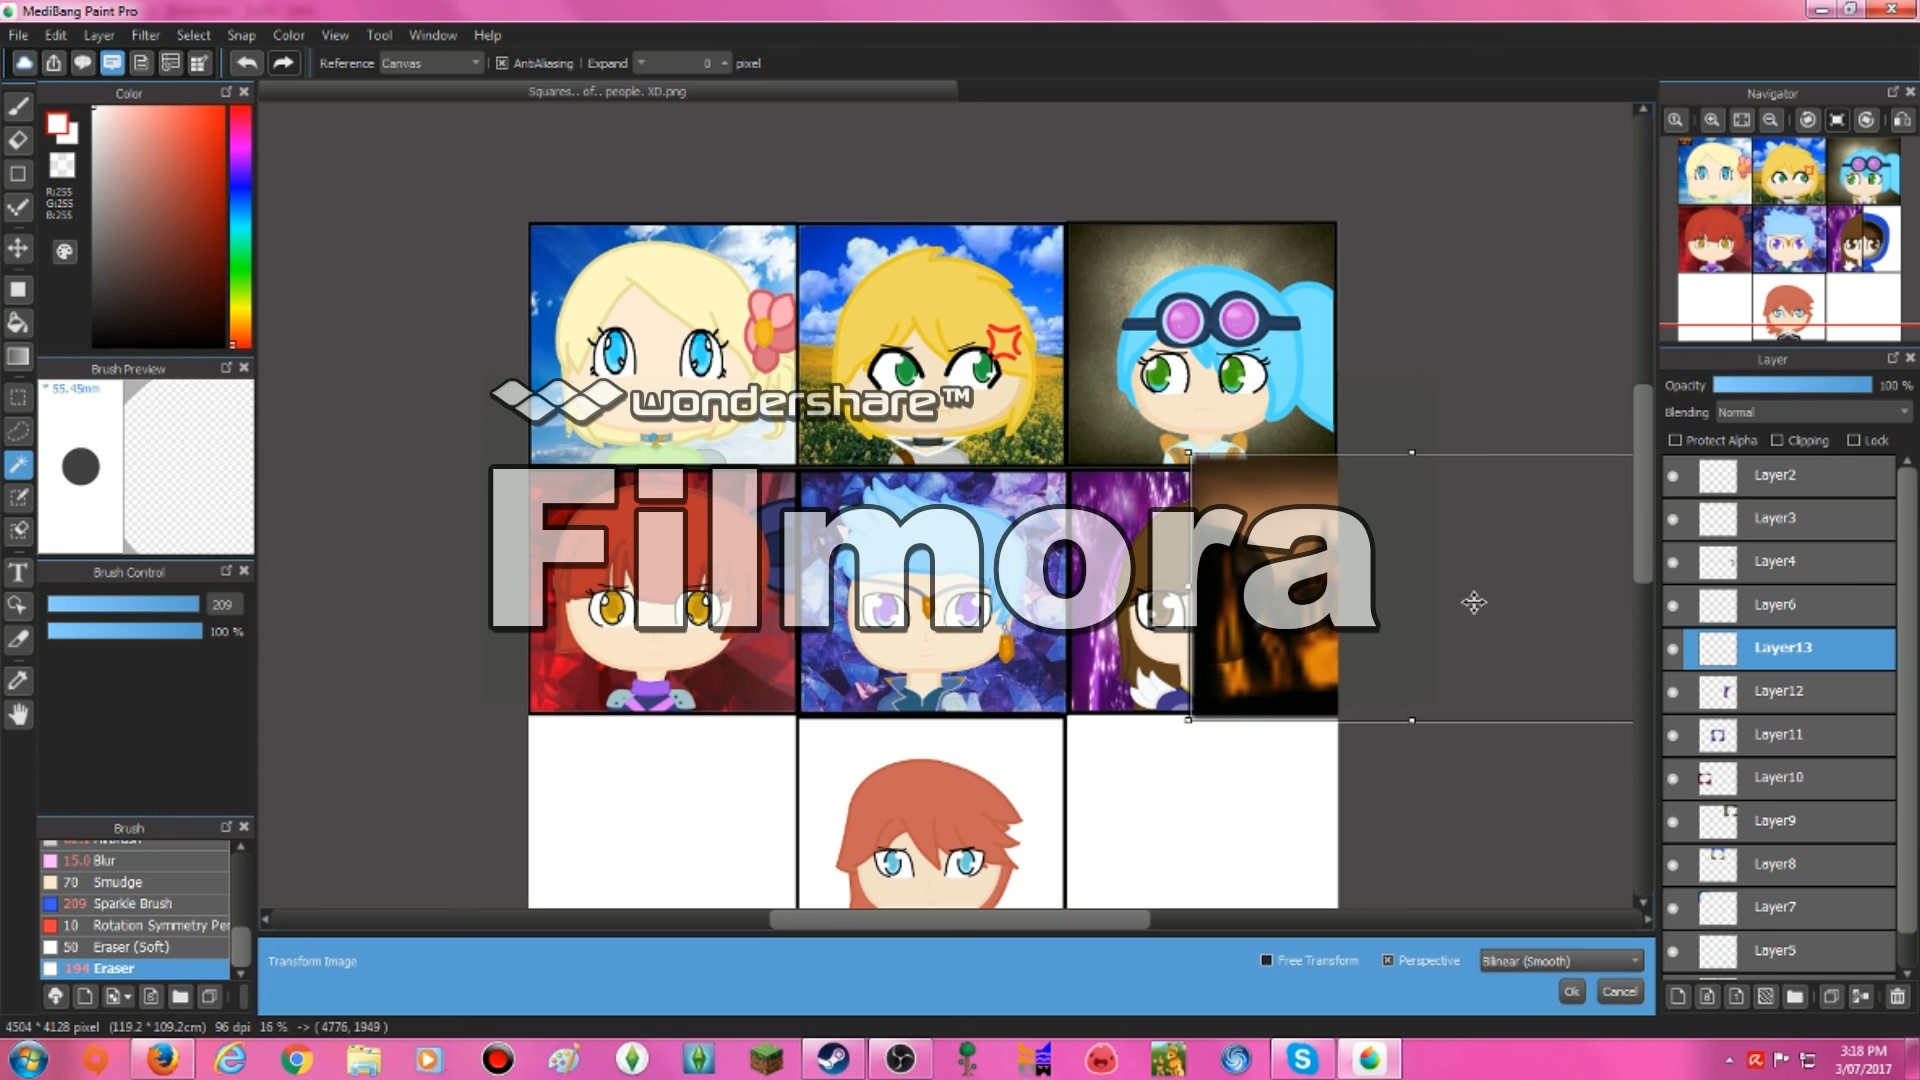 MediBang Paint Pro
File Edit Layer Filter Select Snap Color View Tool Window Help
Reference Canvas AntiAliasing Expand 0 pixel
Color
Squares.. of.. people. XD.png
Navigator
R:255
G:255
B:255
Brush Preview
* 55.45mm
Layer
Opacity 100 %
Blending Normal
Protect Alpha Clipping Lock
wondershare™
Filmora
Layer2
Layer3
Layer4
Layer6
Layer13
Layer12
Layer11
Layer10
Layer9
Layer8
Layer7
Layer5
Brush Control
209
100 %
Brush
15.0 Blur
70 Smudge
209 Sparkle Brush
10 Rotation Symmetry Pe
50 Eraser (Soft)
194 Eraser
Transform Image
Free Transform Perspective Bilinear (Smooth)
Ok Cancel
4504 * 4128 pixel (119.2 * 109.2cm) 96 dpi 16 % -> ( 4776, 1949 )
3:18 PM
3/07/2017